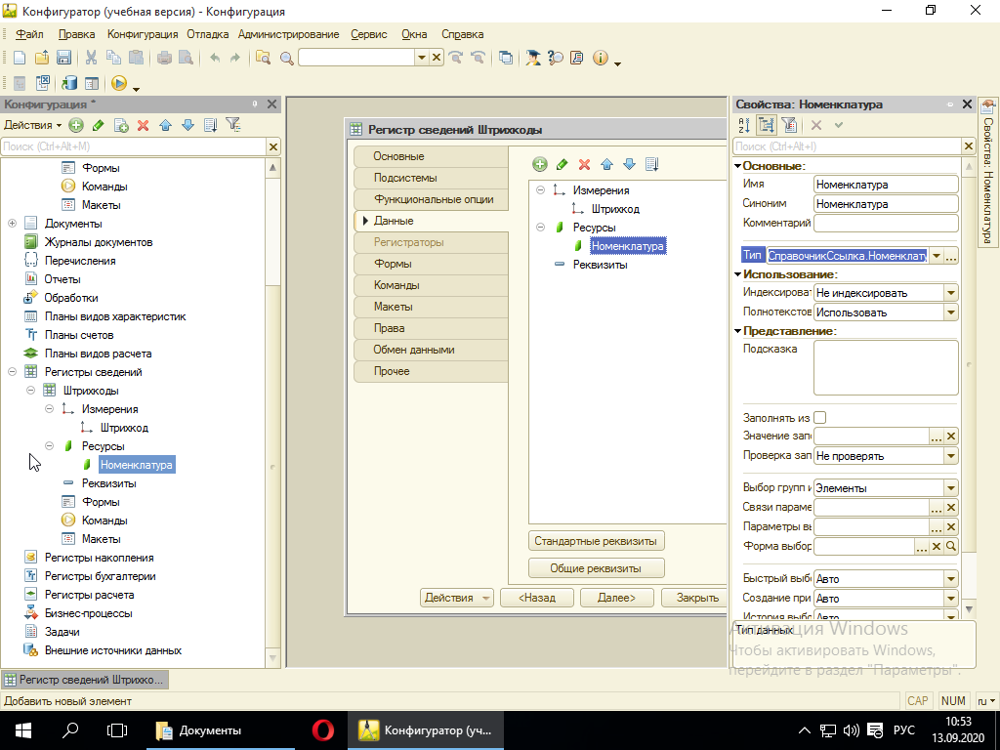 Конфигуратор (учебная версия) - Конфигурация
Файл Правка Конфигурация Отладка Администрирование Сервис Окна Справка
Конфигурация *
Действия
Поиск (Ctrl+Alt+M)
Формы
Команды
Макеты
Документы
Журналы документов
Перечисления
Отчеты
Обработки
Планы видов характеристик
Планы счетов
Планы видов расчета
Регистры сведений
Штрихкоды
Измерения
Штрихкод
Ресурсы
Номенклатура
Реквизиты
Формы
Команды
Макеты
Регистры накопления
Регистры бухгалтерии
Регистры расчета
Бизнес-процессы
Задачи
Внешние источники данных
Регистр сведений Штрихкоды
Основные
Подсистемы
Функциональные опции
Данные
Регистраторы
Формы
Команды
Макеты
Права
Обмен данными
Прочее
Измерения
Штрихкод
Ресурсы
Номенклатура
Реквизиты
Стандартные реквизиты
Общие реквизиты
Действия <Назад Далее> Закрыть
Свойства: Номенклатура
Поиск (Ctrl+Alt+I)
Основные:
Имя Номенклатура
Синоним Номенклатура
Комментарий
Тип СправочникСсылка.Номенклату
Использование:
Индексироват Не индексировать
Полнотекстов Использовать
Представление:
Подсказка
Заполнять из
Значение запо
Проверка зап Не проверять
Выбор групп и Элементы
Связи параме
Параметры вы
Форма выбор
Быстрый выб Авто
Создание при Авто
История выбо Авто
Тип данных
Активация Windows
Чтобы активировать Windows,
перейдите в раздел "Параметры".
Свойства: Номенклатура
Регистр сведений Штрихко...
Добавить новый элемент
CAP NUM ru
Документы
Конфигуратор (уч...
РУС
10:53
13.09.2020